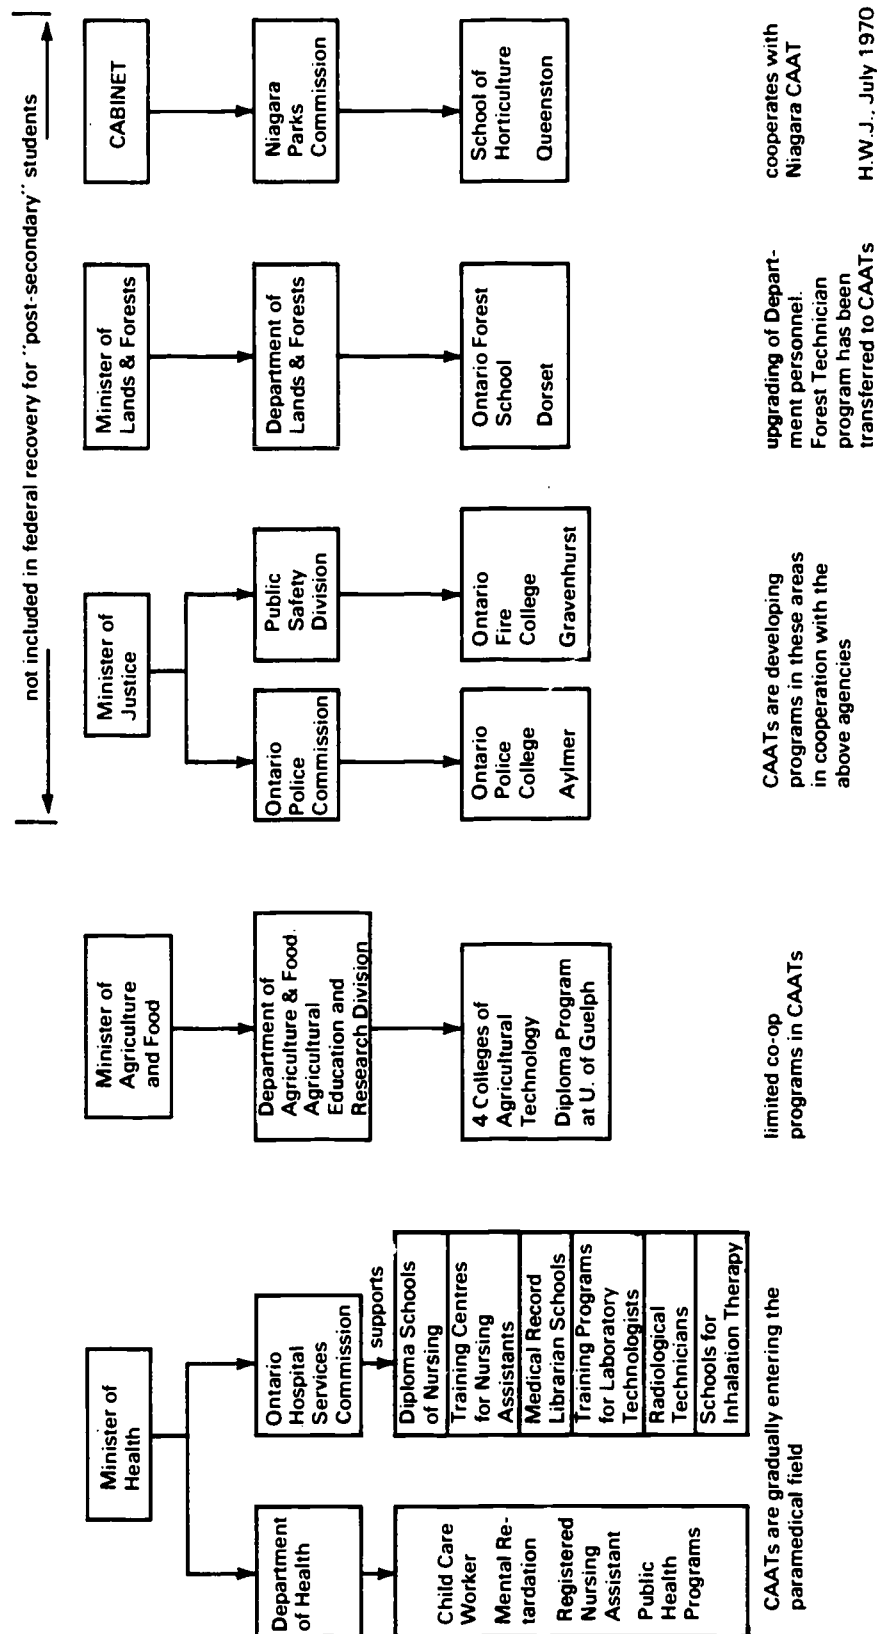 not included in federal recovery for "post-secondary" students
Minister of
Health
Department
of Health
Child Care
Worker
Mental Re-
tardation
Registered
Nursing
Assistant
Public
Health
Programs
Ontario
Hospital
Services
Commission
supports
Diploma Schools
of Nursing
Training Centres
for Nursing
Assistants
Medical Record
Librarian Schools
Training Programs
for Laboratory
Technologists
Radiological
Technicians
Schools for
Inhalation Therapy
CAATs are gradually entering the
paramedical field
Minister of
Agriculture
and Food
Department of
Agriculture & Food.
Agricultural
Education and
Research Division
4 Colleges of
Agricultural
Technology
Diploma Program
at U. of Guelph
limited co-op
programs in CAATs
Minister of
Justice
Ontario
Police
Commission
Ontario
Police
College
Aylmer
Public
Safety
Division
Ontario
Fire
College
Gravenhurst
CAATs are developing
programs in these areas
in cooperation with the
above agencies
Minister of
Lands & Forests
Department of
Lands & Forests
Ontario Forest
School
Dorset
upgrading of Depart-
ment personnel.
Forest Technician
program has been
transferred to CAATs
CABINET
Niagara
Parks
Commission
School of
Horticulture
Queenston
cooperates with
Niagara CAAT
H.W.J., July 1970